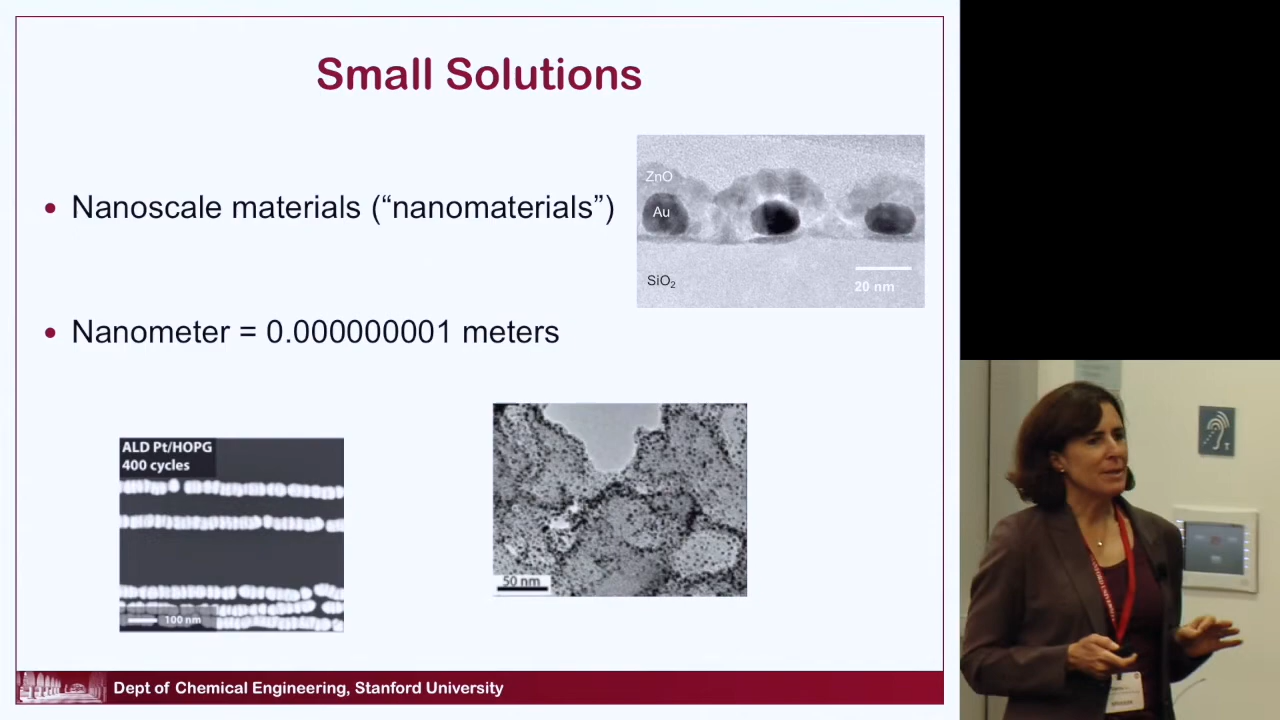 Small Solutions
• Nanoscale materials (“nanomaterials”)
ZnO
Au
SiO₂
20 nm
• Nanometer = 0.000000001 meters
ALD Pt/HOPG
400 cycles
100 nm
50 nm
Dept of Chemical Engineering, Stanford University